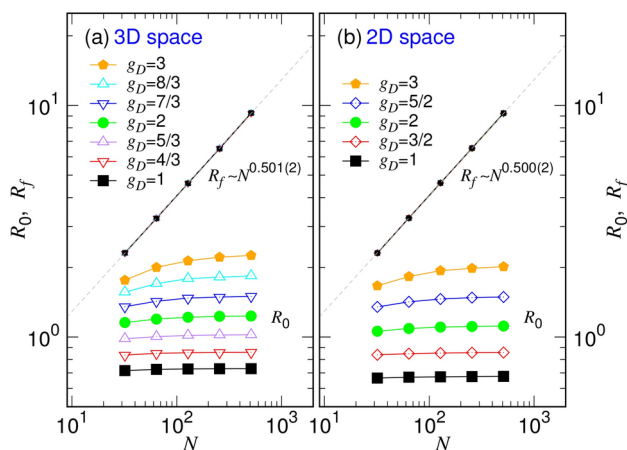 (a) 3D space
g_D=3
g_D=8/3
g_D=7/3
g_D=2
g_D=5/3
g_D=4/3
g_D=1
R_f~N^0.501(2)
R_0
(b) 2D space
g_D=3
g_D=5/2
g_D=2
g_D=3/2
g_D=1
R_f~N^0.500(2)
R_0
R_0, R_f
10^1
10^0
R_0, R_f
10^1
10^0
10^1 10^2 10^3
N
10^1 10^2 10^3
N